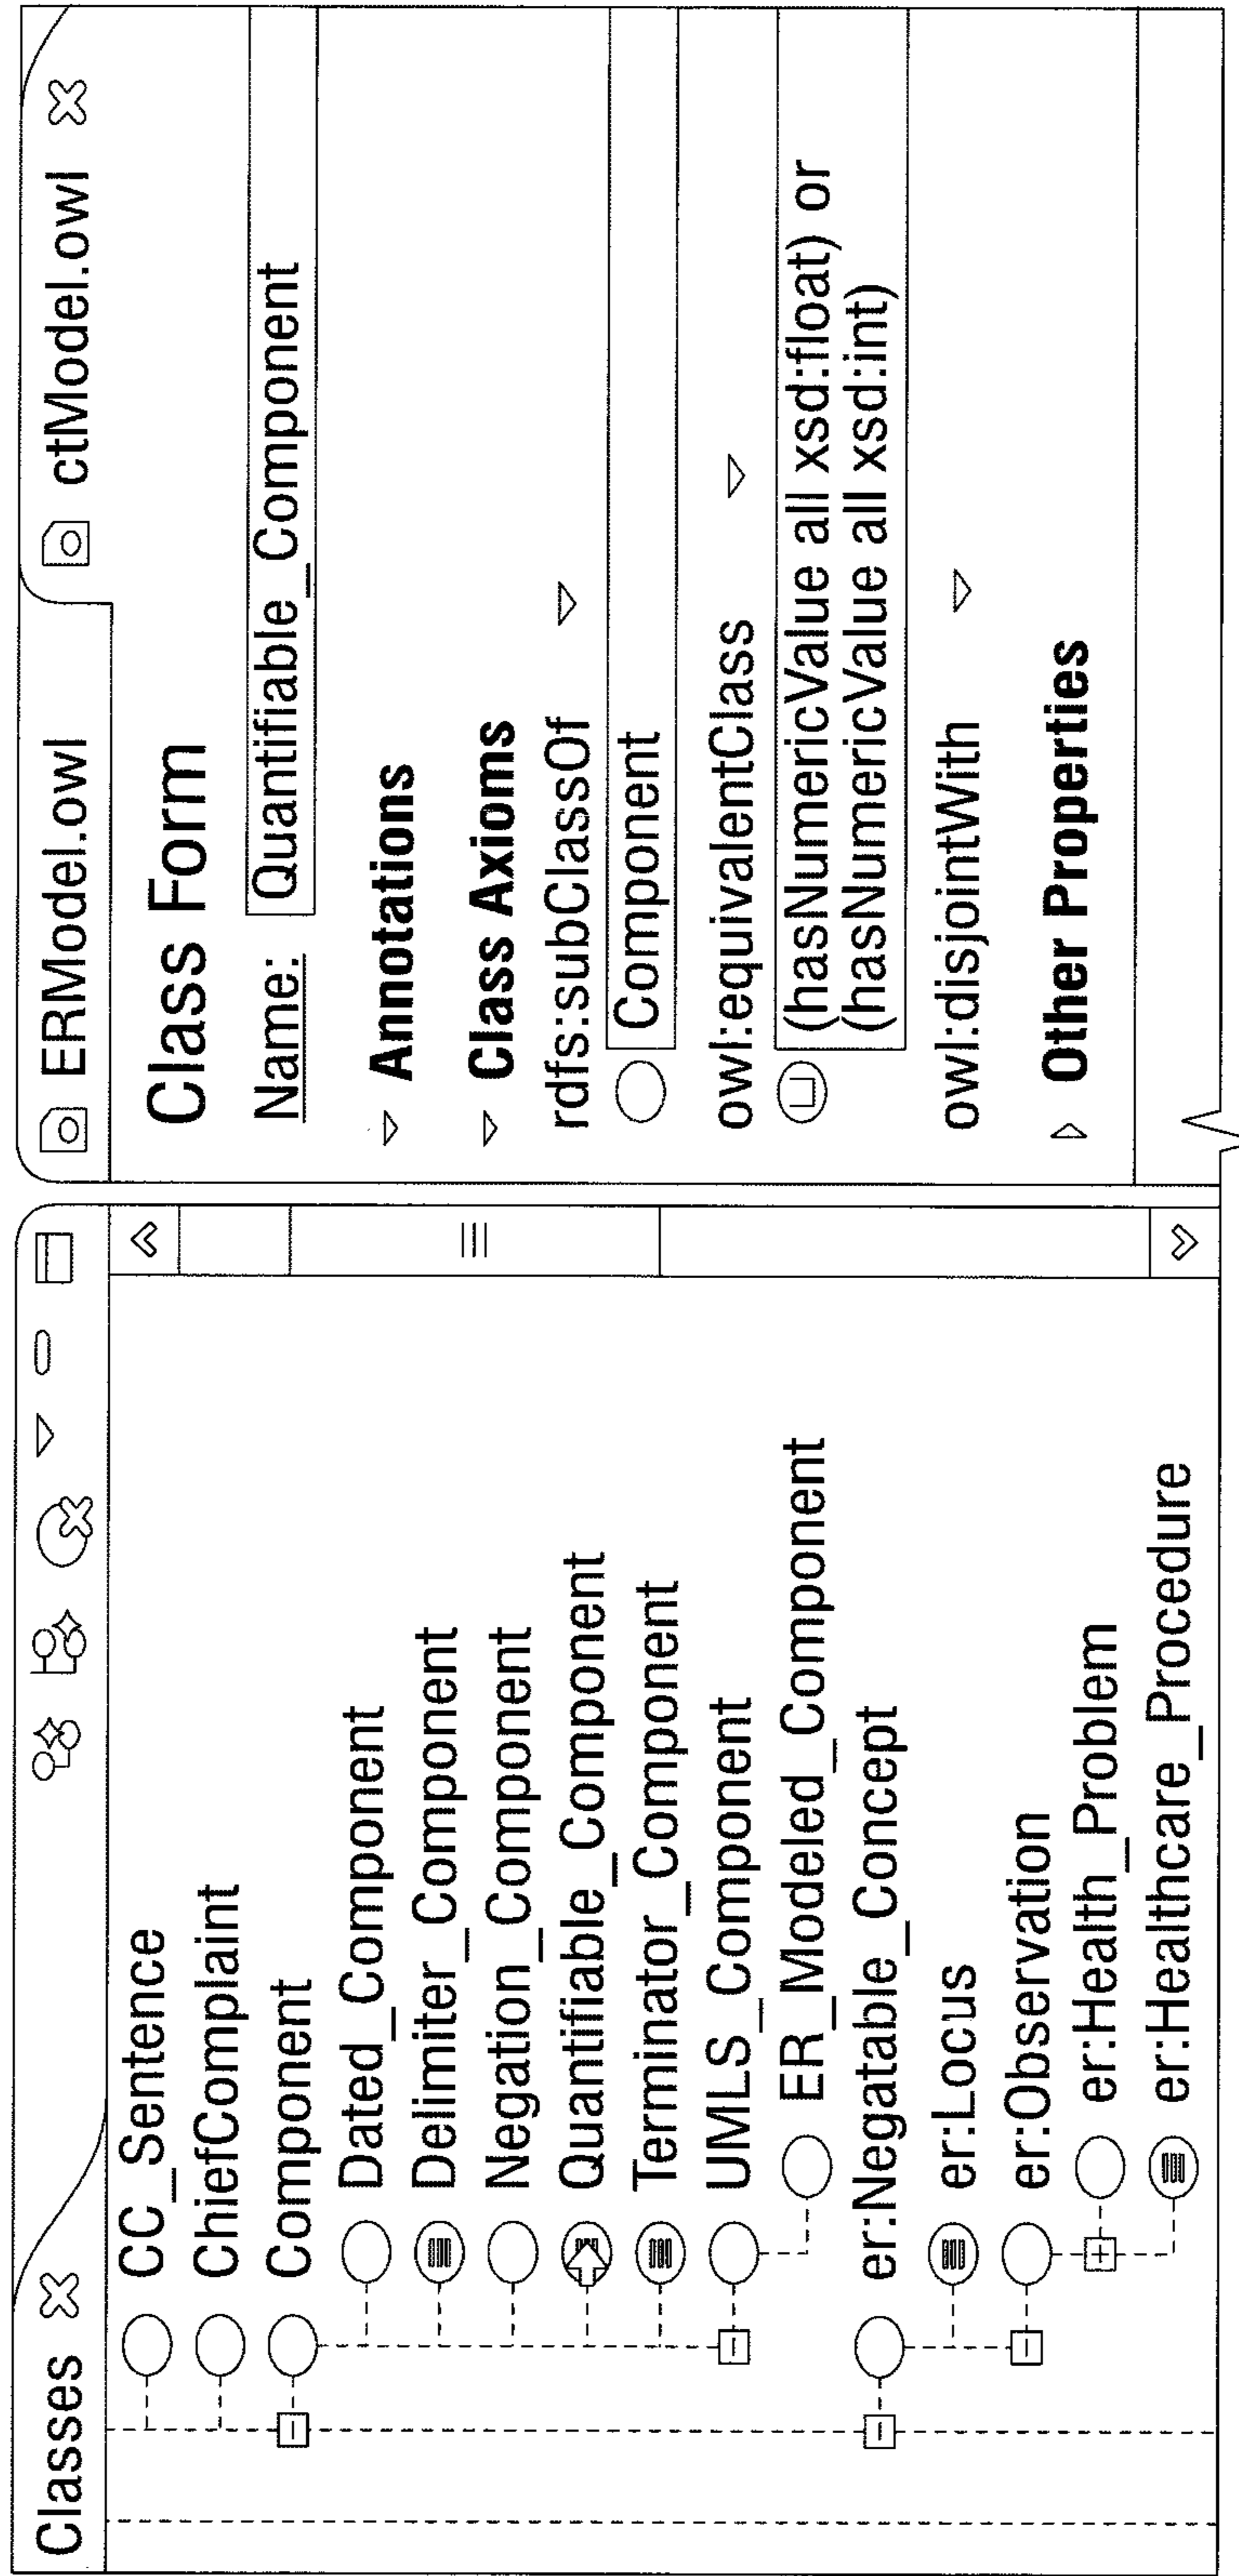 Classes
CC_Sentence
ChiefComplaint
Component
Dated_Component
Delimiter_Component
Negation_Component
Quantifiable_Component
Terminator_Component
UMLS_Component
ER_Modeled_Component
er:Negatable_Concept
er:Locus
er:Observation
er:Health_Problem
er:Healthcare_Procedure
ERModel.owl
ctModel.owl
Class Form
Name: Quantifiable_Component
Annotations
Class Axioms
rdfs:subClassOf
Component
owl:equivalentClass
(hasNumericValue all xsd:float) or
(hasNumericValue all xsd:int)
owl:disjointWith
Other Properties